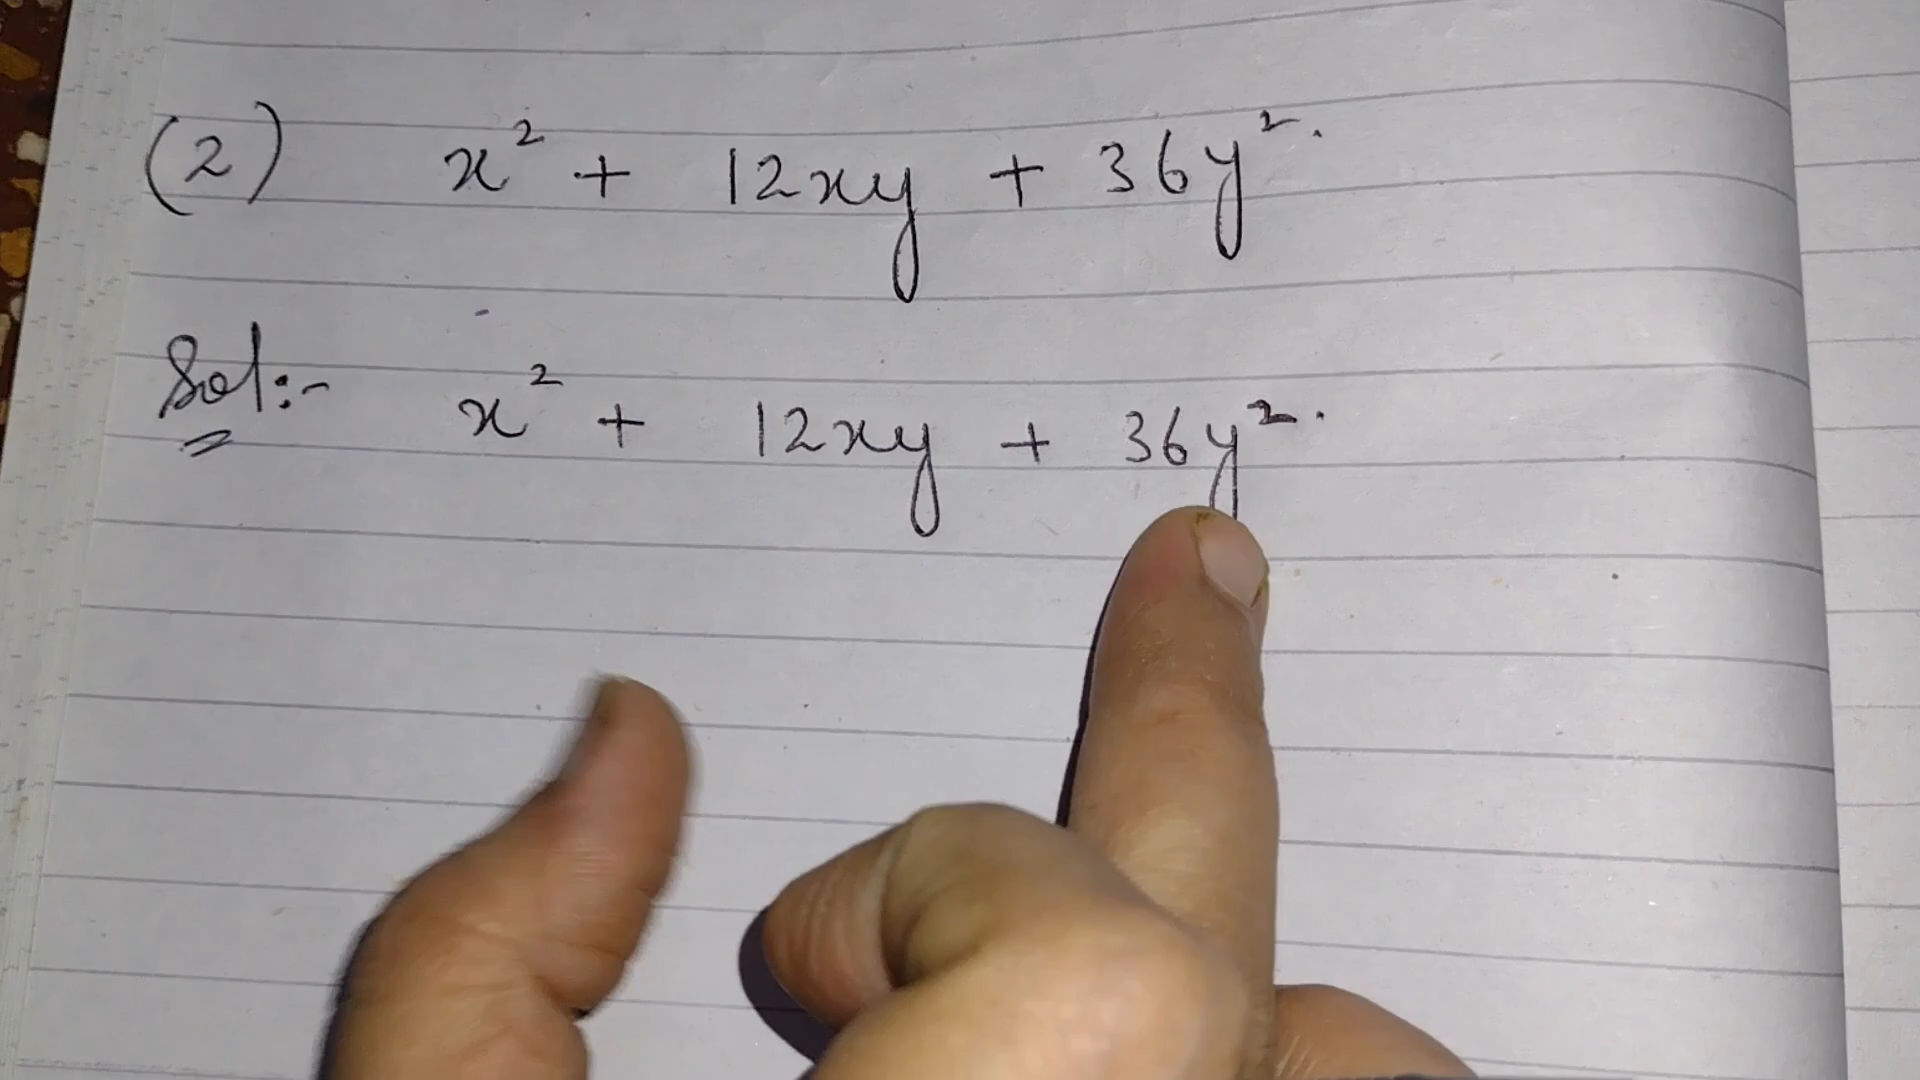 (2) x² + 12xy + 36y².
Sol:- x² + 12xy + 36y².